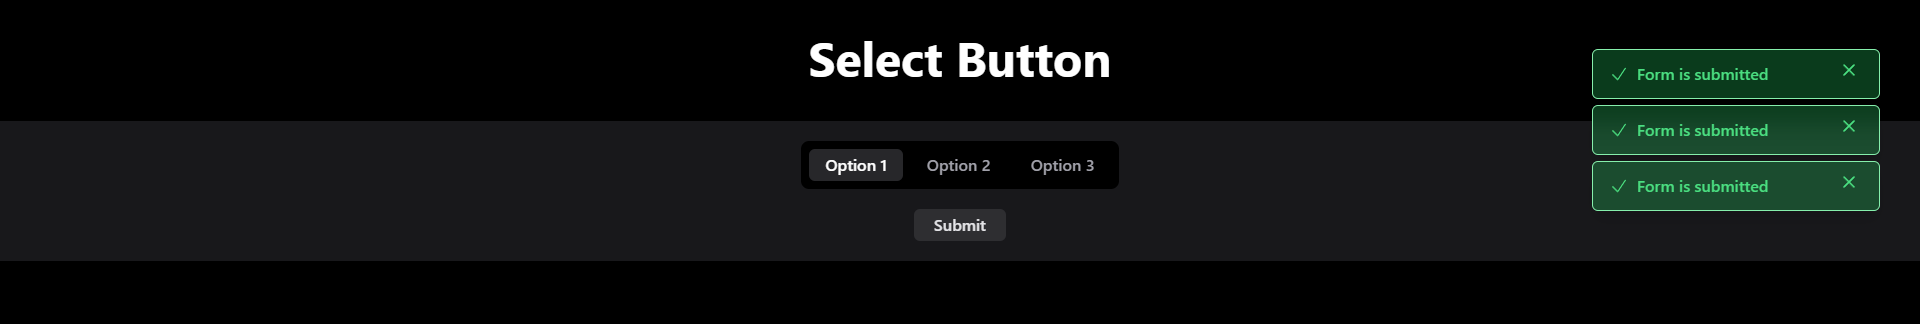 Select Button
Option 1 Option 2 Option 3
Submit
Form is submitted
Form is submitted
Form is submitted